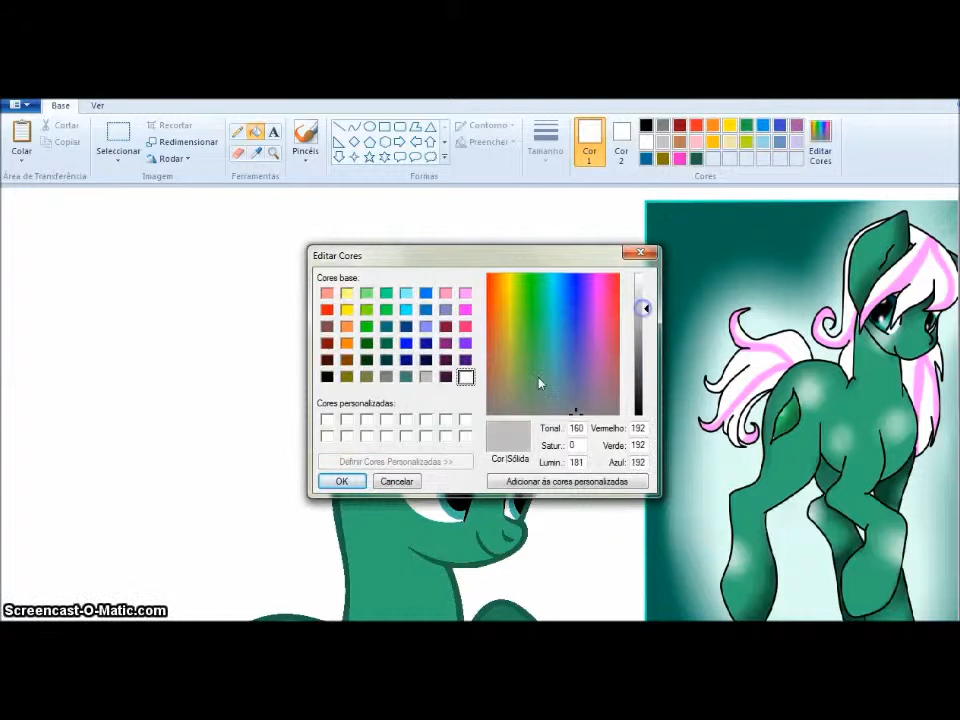 Base Ver
Cortar
Copiar
Colar
Área de Transferência
Seleccionar
Recortar
Redimensionar
Rodar
Imagem
A
Ferramentas
Pincéis
Contorno
Preencher
Formas
Tamanho
Cor
1
Cor
2
Editar
Cores
Cores
Editar Cores
Cores base:
Cores personalizadas:
Definir Cores Personalizadas >>
OK
Cancelar
Cor|Sólida
Tonal.: 160
Satur.: 0
Lumin.: 181
Vermelho: 192
Verde: 192
Azul: 192
Adicionar às cores personalizadas
Screencast-O-Matic.com